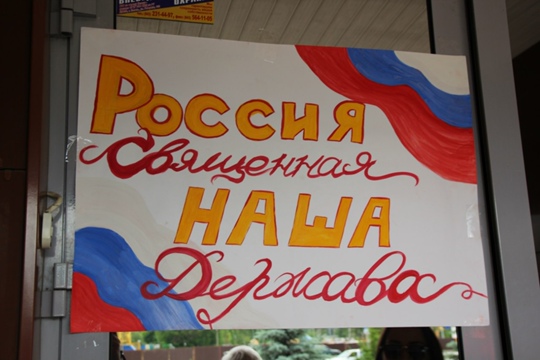 Россия
священная
НАША
Держава